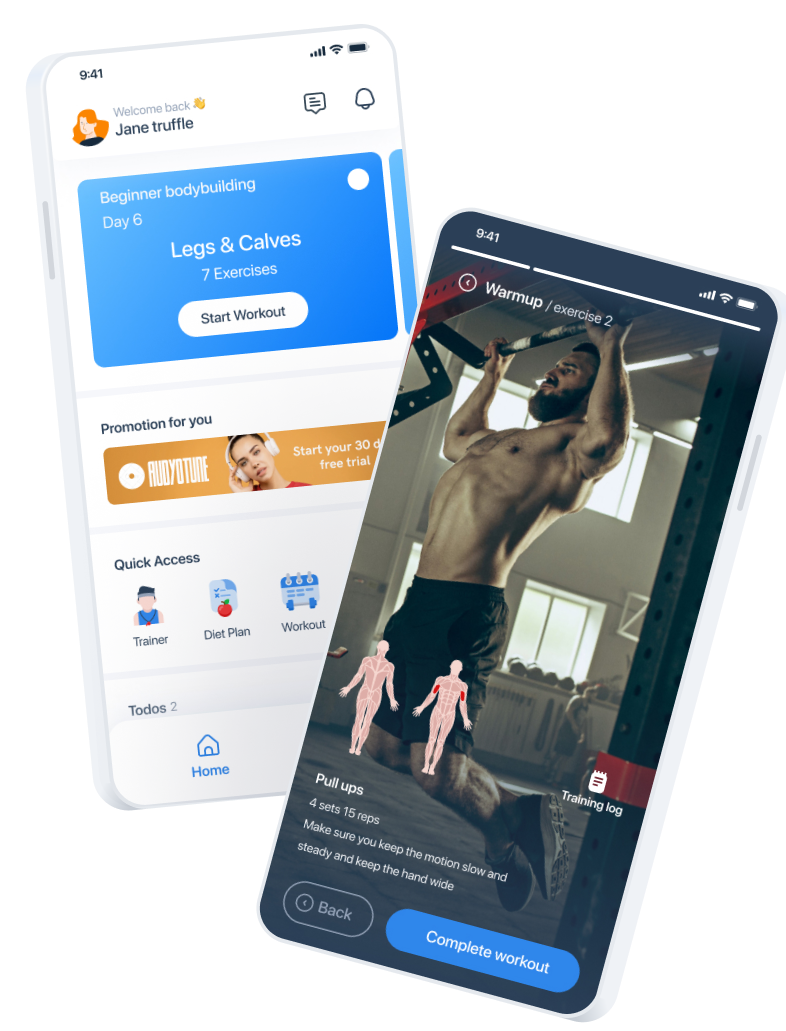 9:41
Welcome back 👋
Jane truffle
Beginner bodybuilding
Day 6
Legs & Calves
7 Exercises
Start Workout
Promotion for you
AUDYOTUNE
Start your 30 d
free trial
Quick Access
Trainer
Diet Plan
Workout
Todos 2
Home
9:41
Warmup / exercise 2
Training log
Pull ups
4 sets 15 reps
Make sure you keep the motion slow and
steady and keep the hand wide
Back
Complete workout